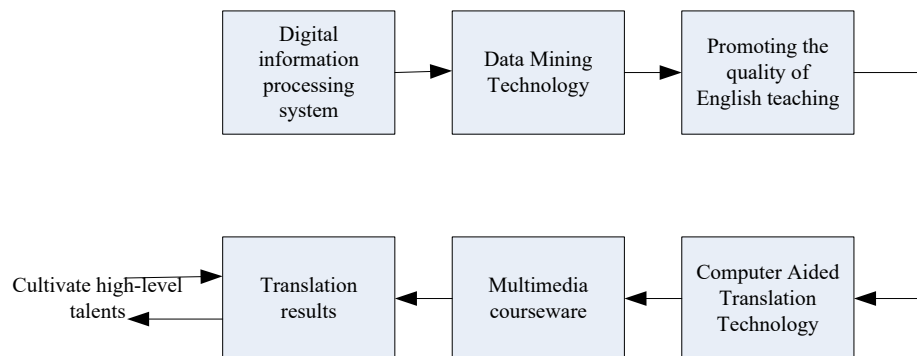 Digital
information
processing
system
Data Mining
Technology
Promoting the
quality of
English teaching
Cultivate high-level
talents
Translation
results
Multimedia
courseware
Computer Aided
Translation
Technology